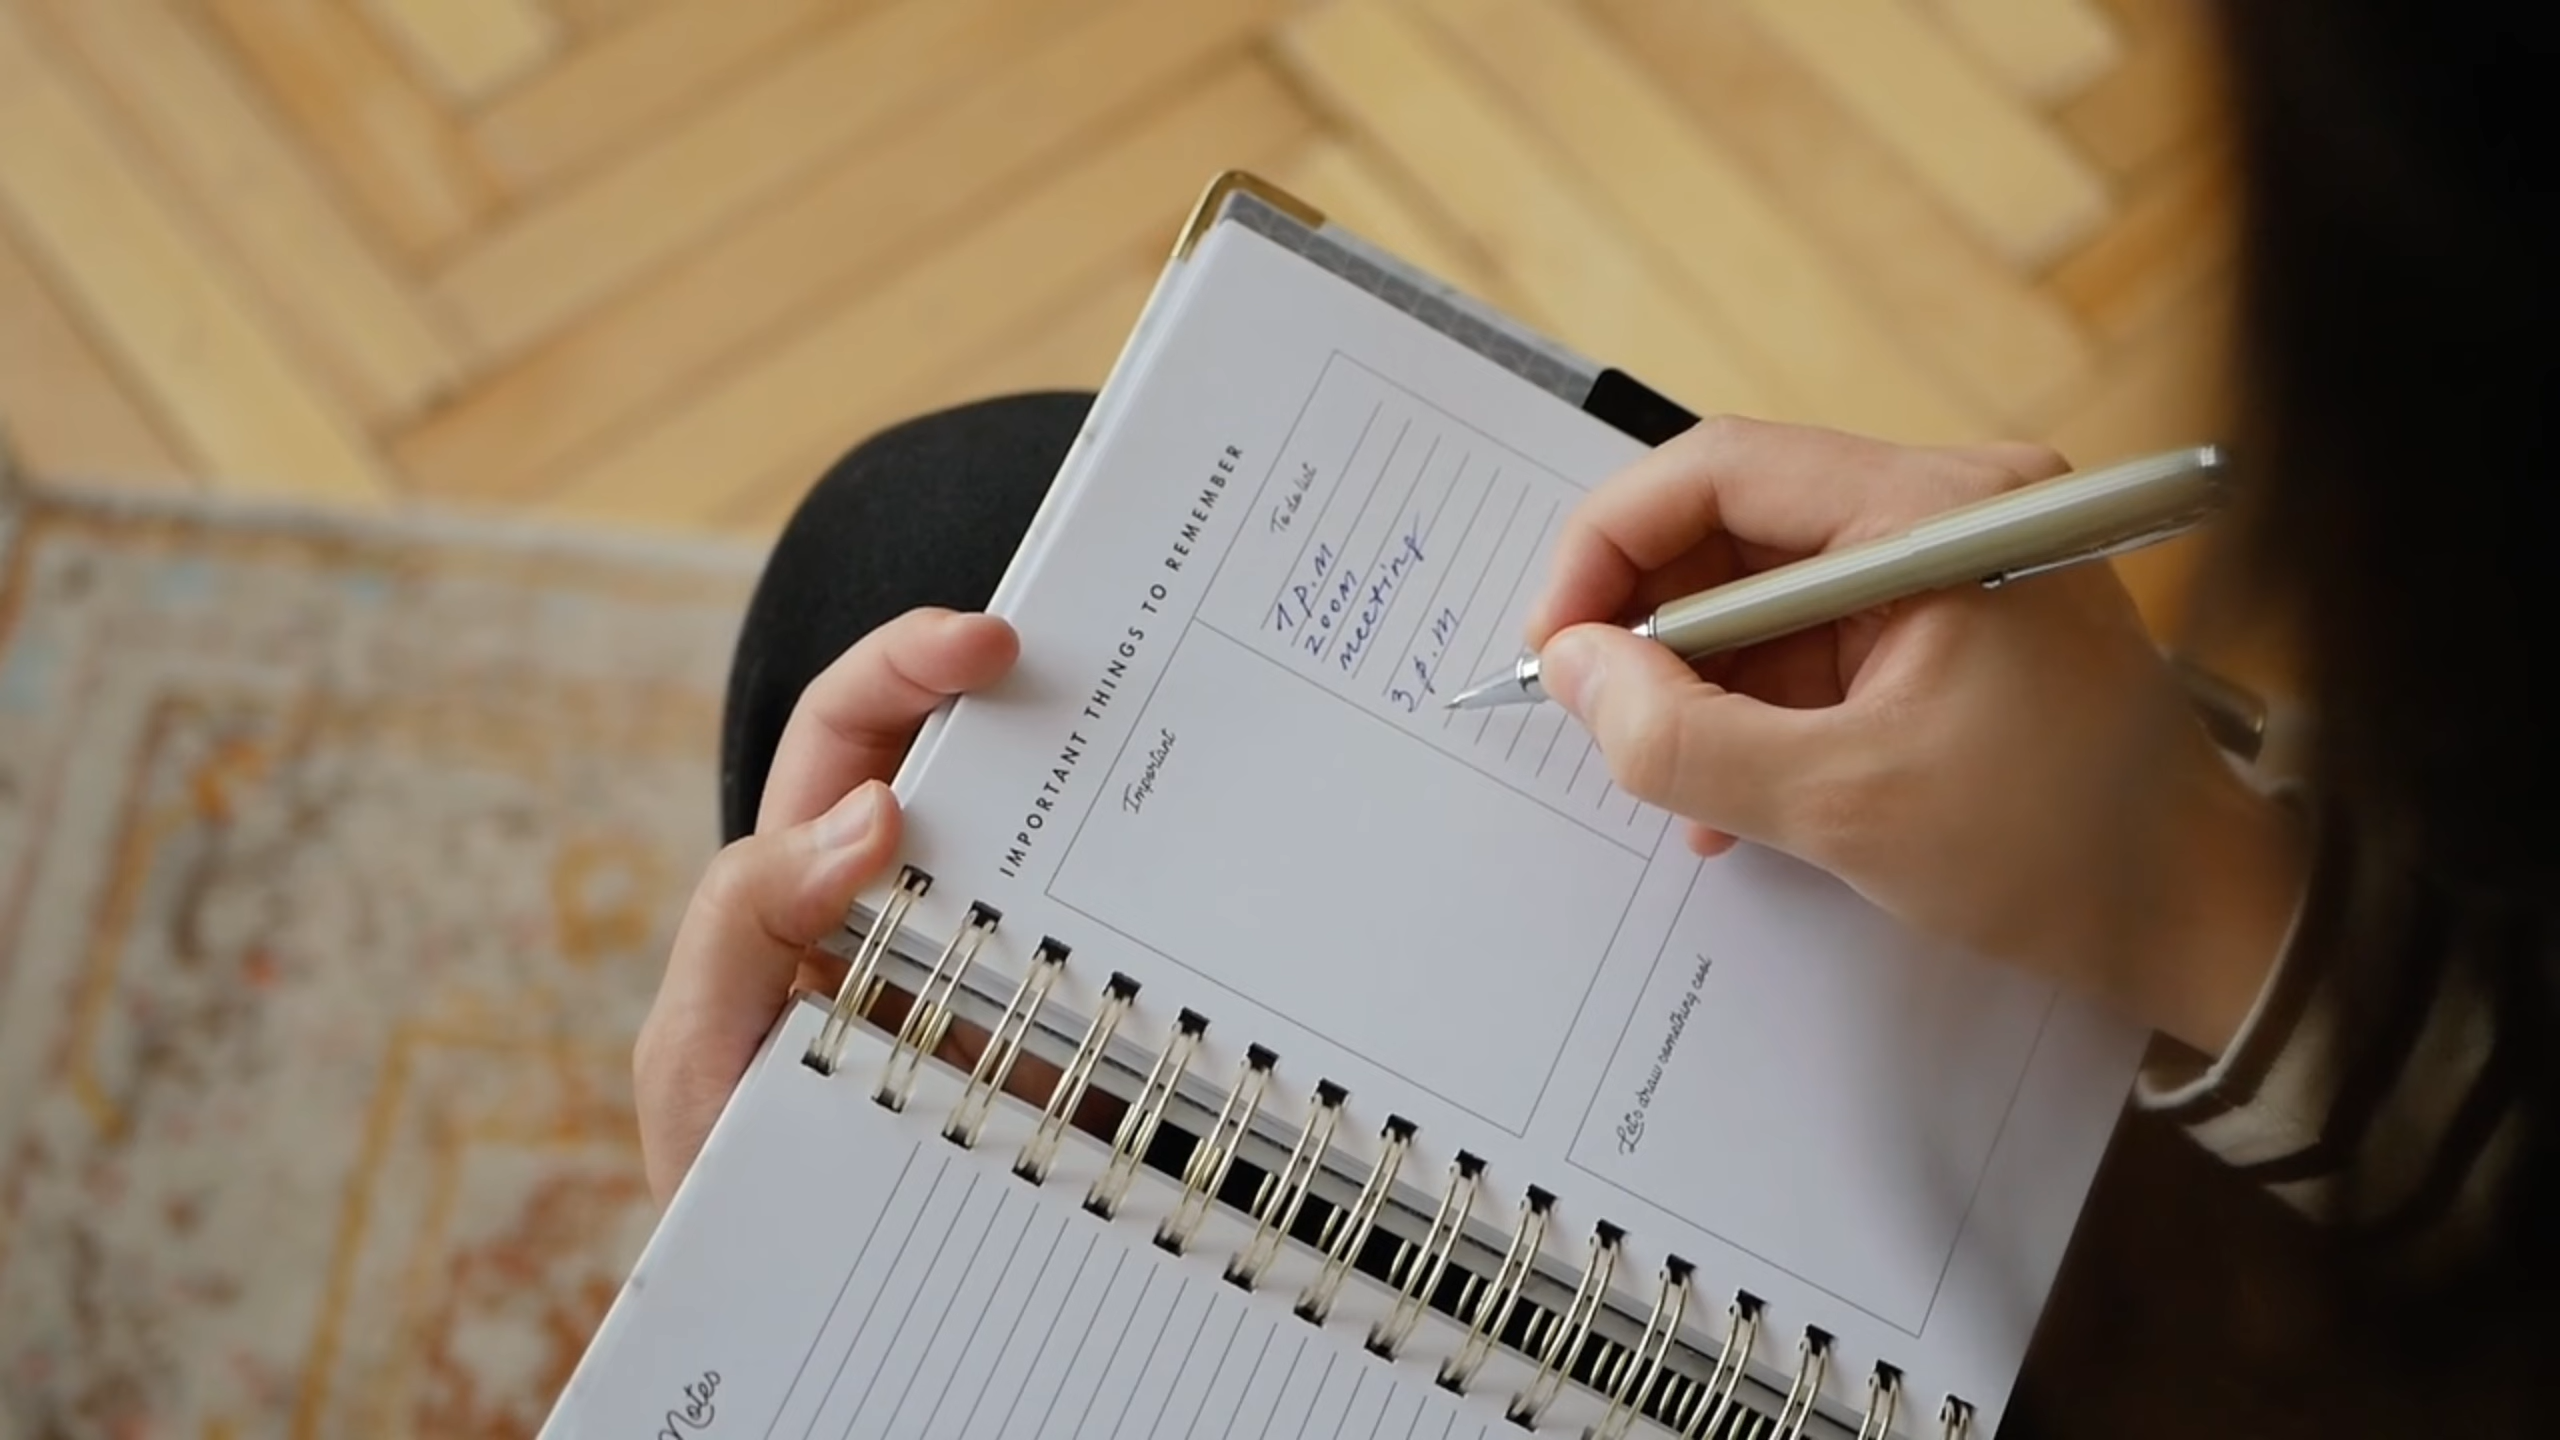 IMPORTANT THINGS TO REMEMBER
To do list
1 p.m
zoom
meeting
3 p.m
Important
Let's draw something cool
Notes